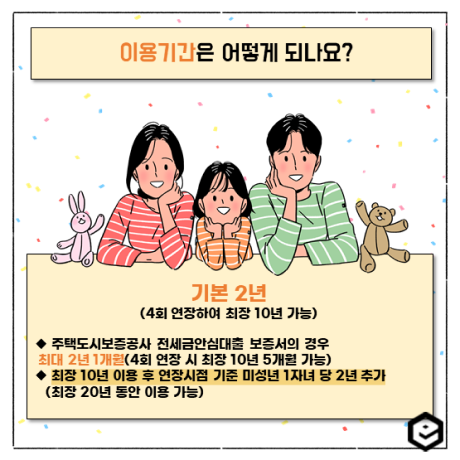 이용기간은 어떻게 되나요?
기본 2년
(4회 연장하여 최장 10년 가능)
◆ 주택도시보증공사 전세금안심대출 보증서의 경우
최대 2년 1개월(4회 연장 시 최장 10년 5개월 가능)
◆ 최장 10년 이용 후 연장시점 기준 미성년 1자녀 당 2년 추가
(최장 20년 동안 이용 가능)